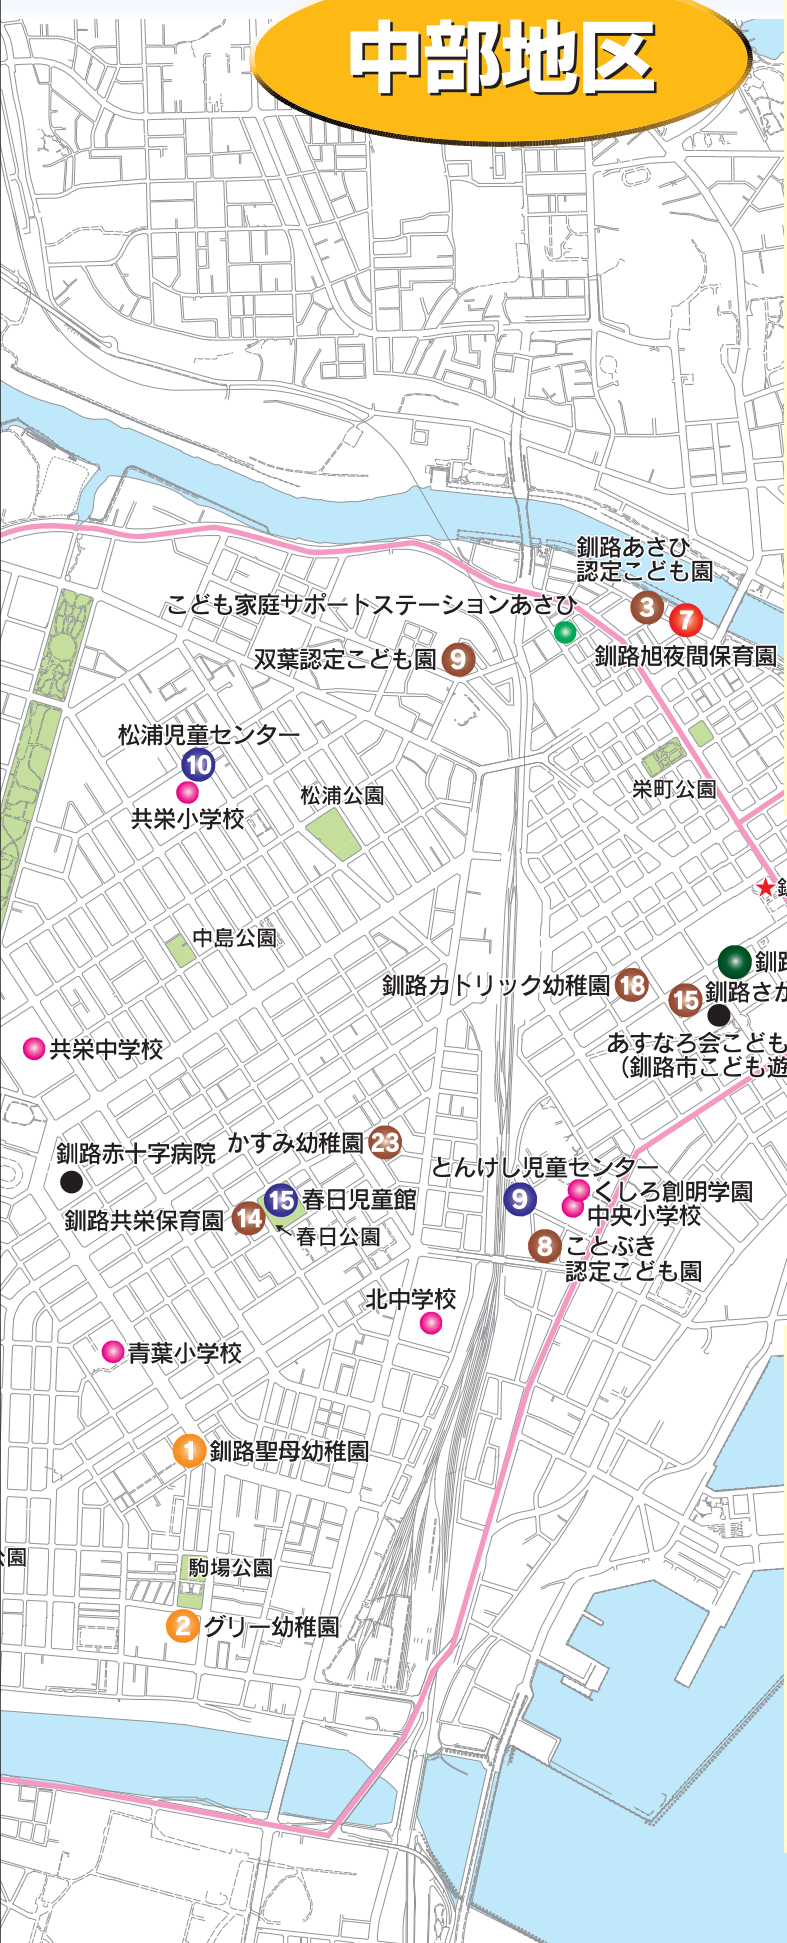 中部地区
釧路あさひ
認定こども園
こども家庭サポートステーションあさひ
3
7
双葉認定こども園
9
釧路旭夜間保育園
松浦児童センター
10
共栄小学校
松浦公園
栄町公園
釧
中島公園
釧路カトリック幼稚園
18
釧路
15
釧路さか
あすなろ会こども
（釧路市こども遊
共栄中学校
かすみ幼稚園
23
釧路赤十字病院
とんけし児童センター
9
くしろ創明学園
中央小学校
15
春日児童館
釧路共栄保育園
14
春日公園
8
ことぶき
認定こども園
北中学校
青葉小学校
1
釧路聖母幼稚園
公園
駒場公園
2
グリー幼稚園